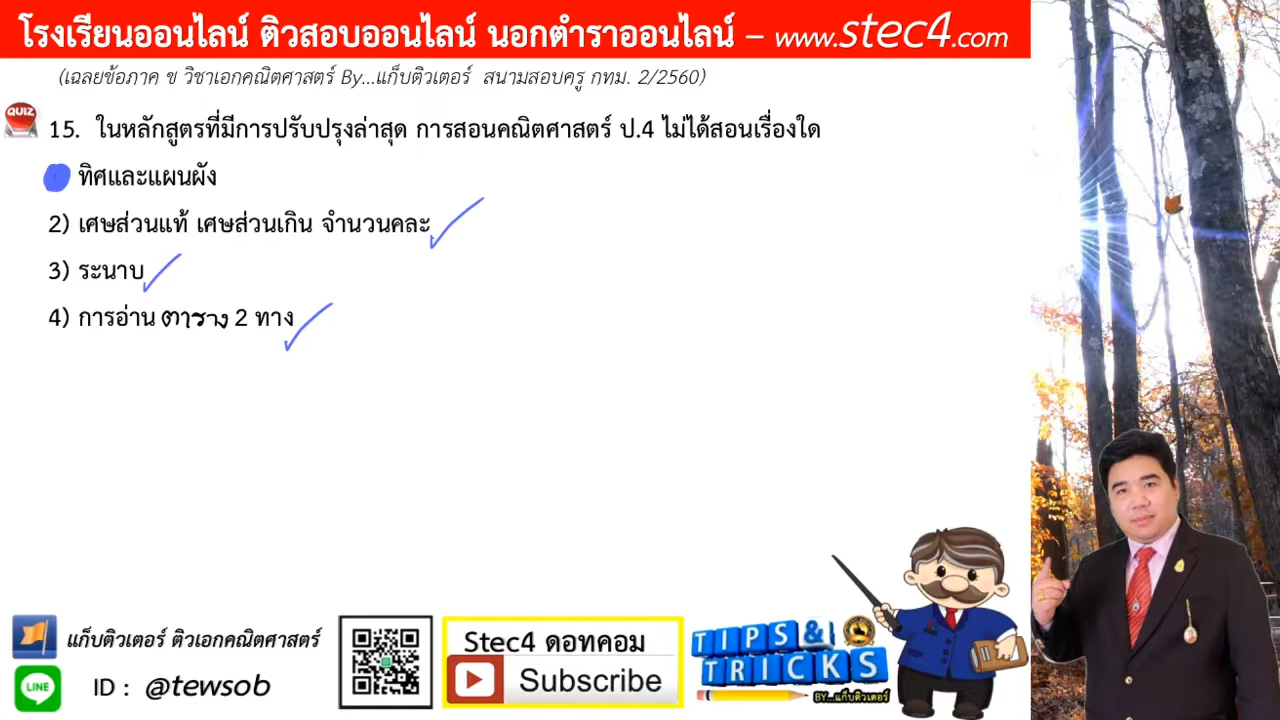 โรงเรียนออนไลน์ ติวสอบออนไลน์ นอกตำราออนไลน์ – www.stec4.com
(เฉลยข้อภาค ข วิชาเอกคณิตศาสตร์ By...แก็บติวเตอร์ สนามสอบครู กทม. 2/2560)
QUIZ
15. ในหลักสูตรที่มีการปรับปรุงล่าสุด การสอนคณิตศาสตร์ ป.4 ไม่ได้สอนเรื่องใด
ทิศและแผนผัง
2) เศษส่วนแท้ เศษส่วนเกิน จำนวนคละ
3) ระนาบ
4) การอ่าน ตาราง 2 ทาง
แก็บติวเตอร์ ติวเอกคณิตศาสตร์
LINE
ID : @tewsob
Stec4 ดอทคอม
Subscribe
TIPS &
TRICKS
BY...แก็บติวเตอร์